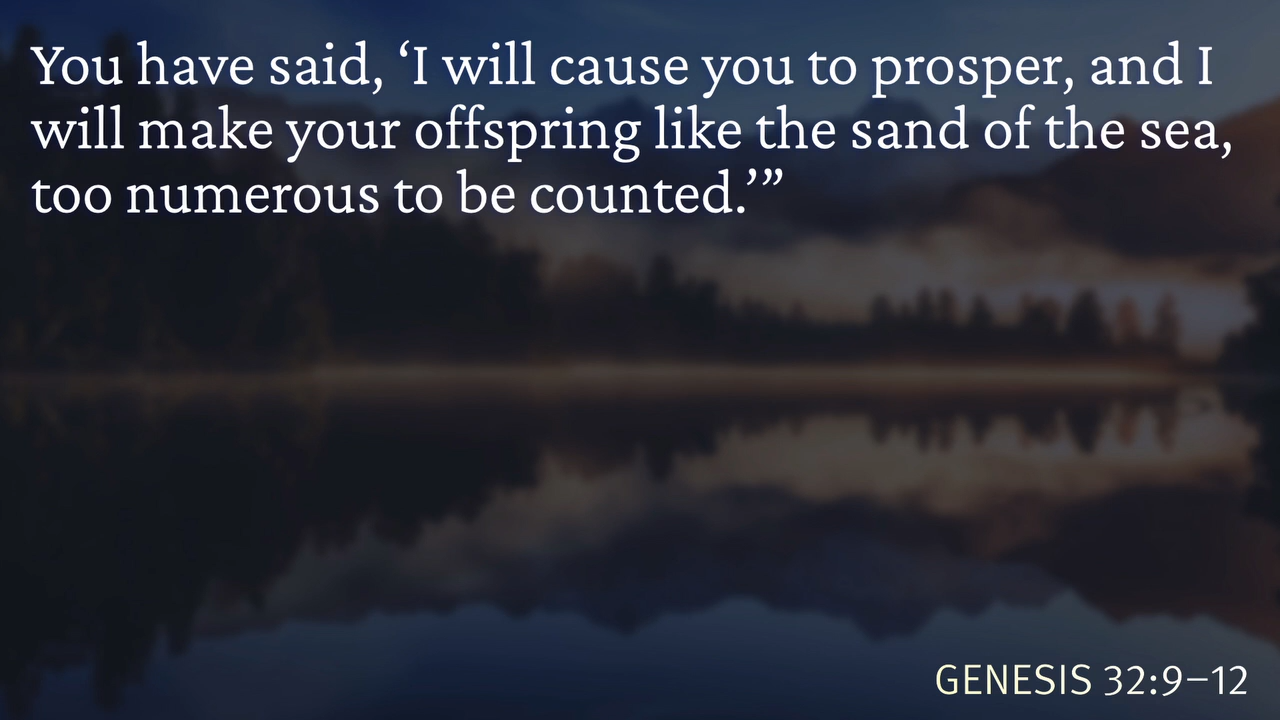 You have said, ‘I will cause you to prosper, and I
will make your offspring like the sand of the sea,
too numerous to be counted.’”
GENESIS 32:9–12